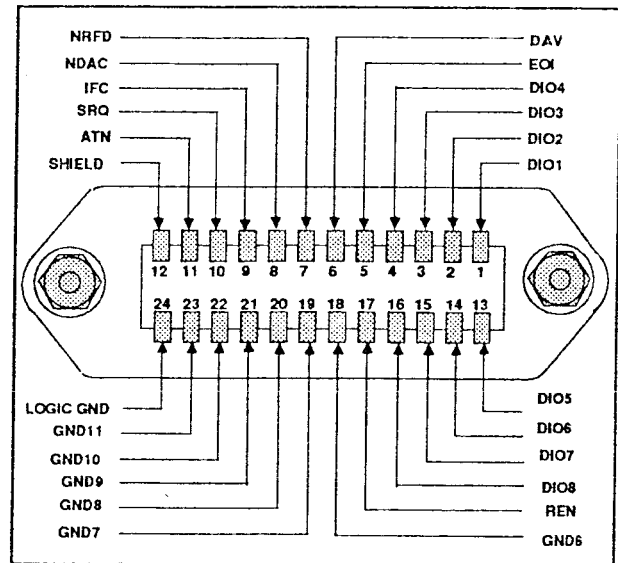 NRFD
DAV
NDAC
EOI
IFC
DIO4
SRQ
DIO3
ATN
DIO2
SHIELD
DIO1
12 11 10 9 8 7 6 5 4 3 2 1
24 23 22 21 20 19 18 17 16 15 14 13
LOGIC GND
DIO5
GND11
DIO6
GND10
DIO7
GND9
DIO8
GND8
REN
GND7
GND6